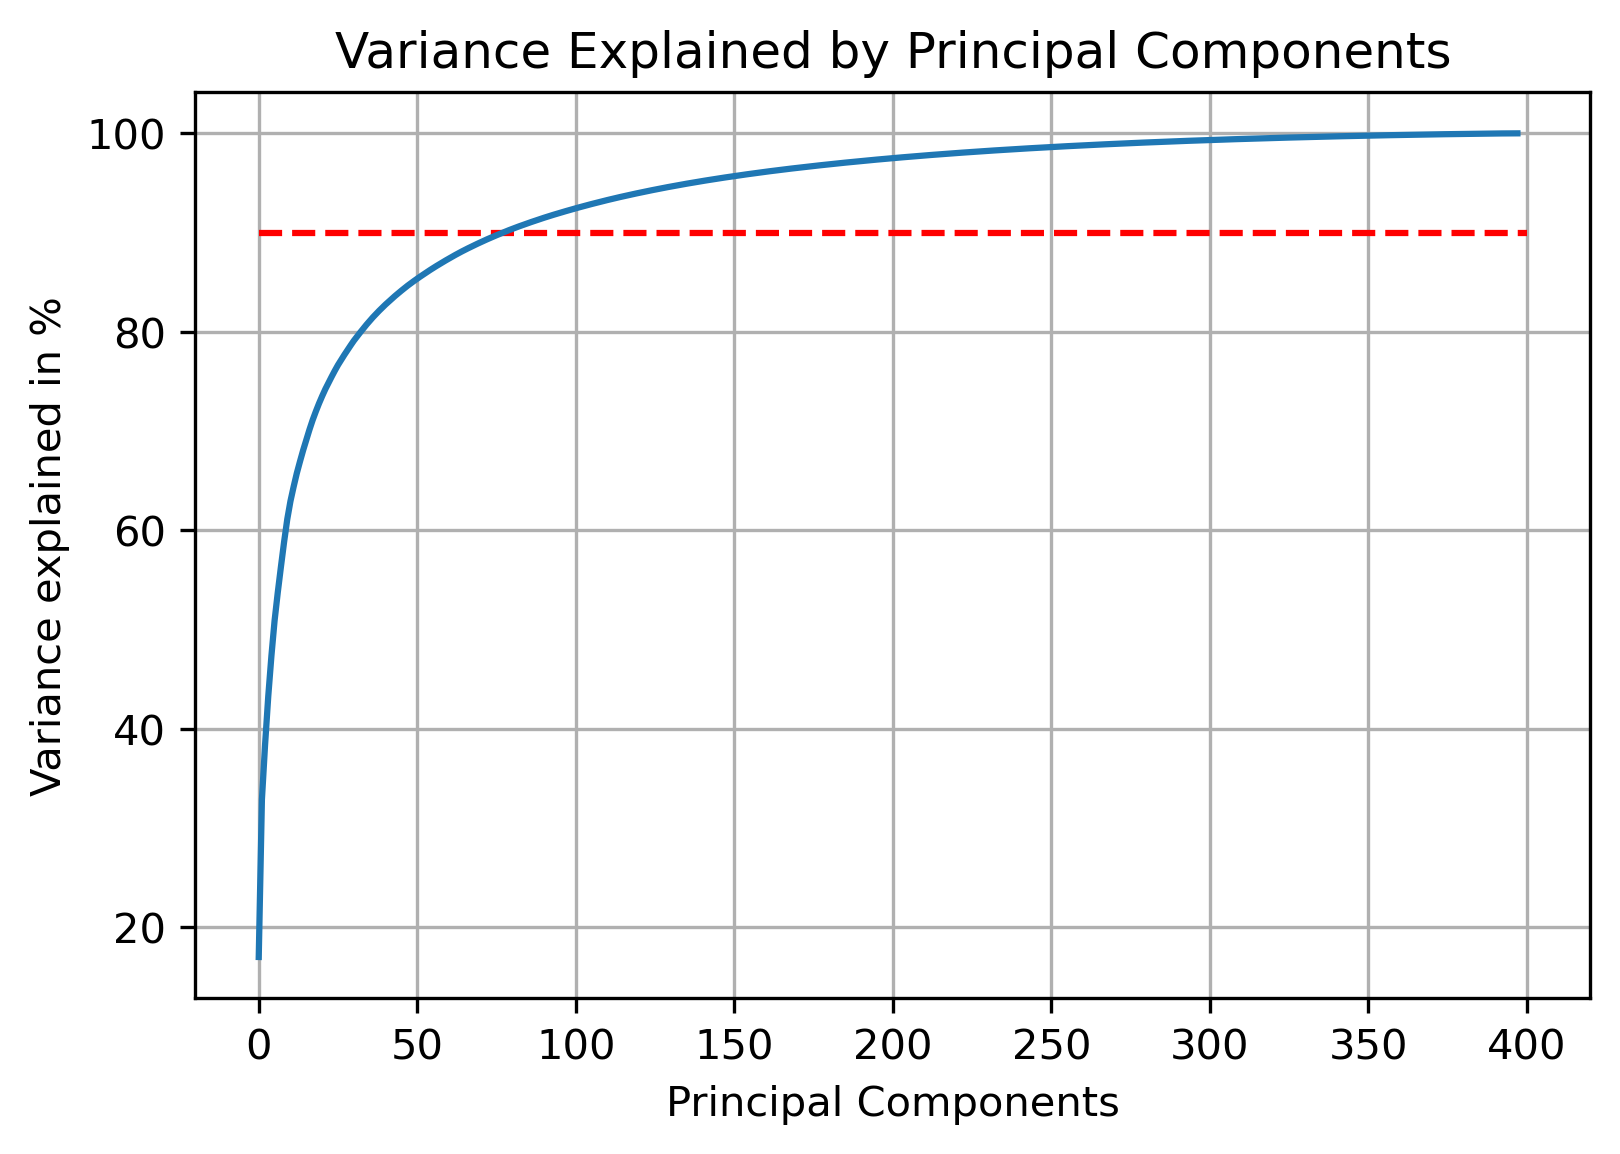 Variance Explained by Principal Components
Variance explained in %
100
80
60
40
20
0 50 100 150 200 250 300 350 400
Principal Components